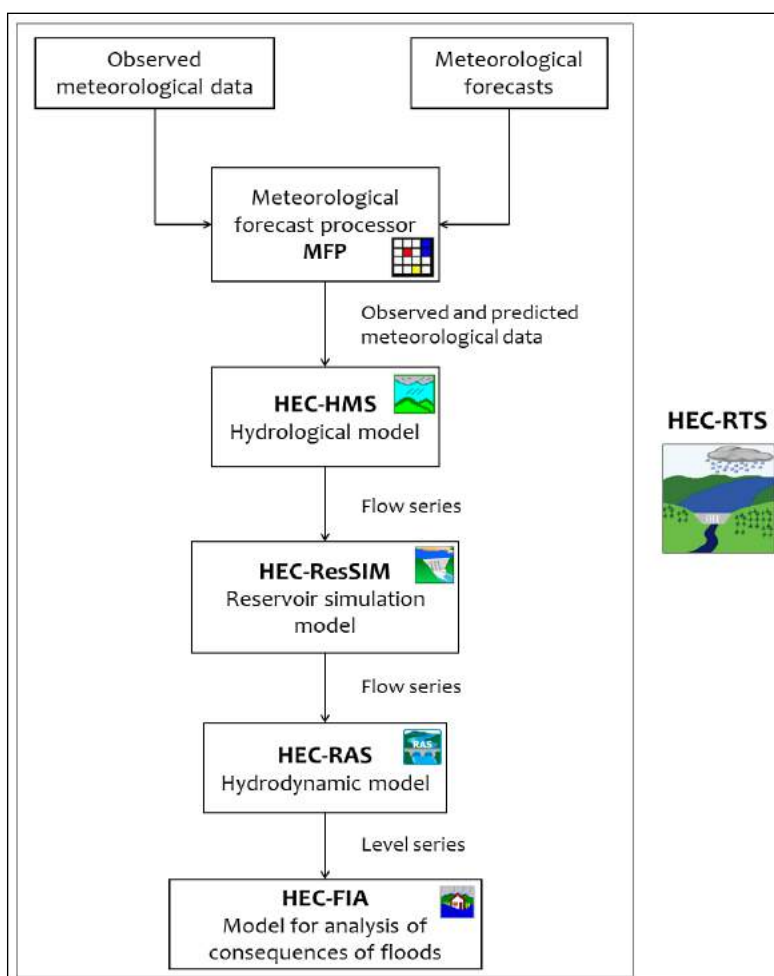 Observed
meteorological data
Meteorological
forecasts
Meteorological
forecast processor
MFP
Observed and predicted
meteorological data
HEC-HMS
Hydrological model
HEC-RTS
Flow series
HEC-ResSIM
Reservoir simulation
model
Flow series
HEC-RAS
RAS
Hydrodynamic model
Level series
HEC-FIA
Model for analysis of
consequences of floods